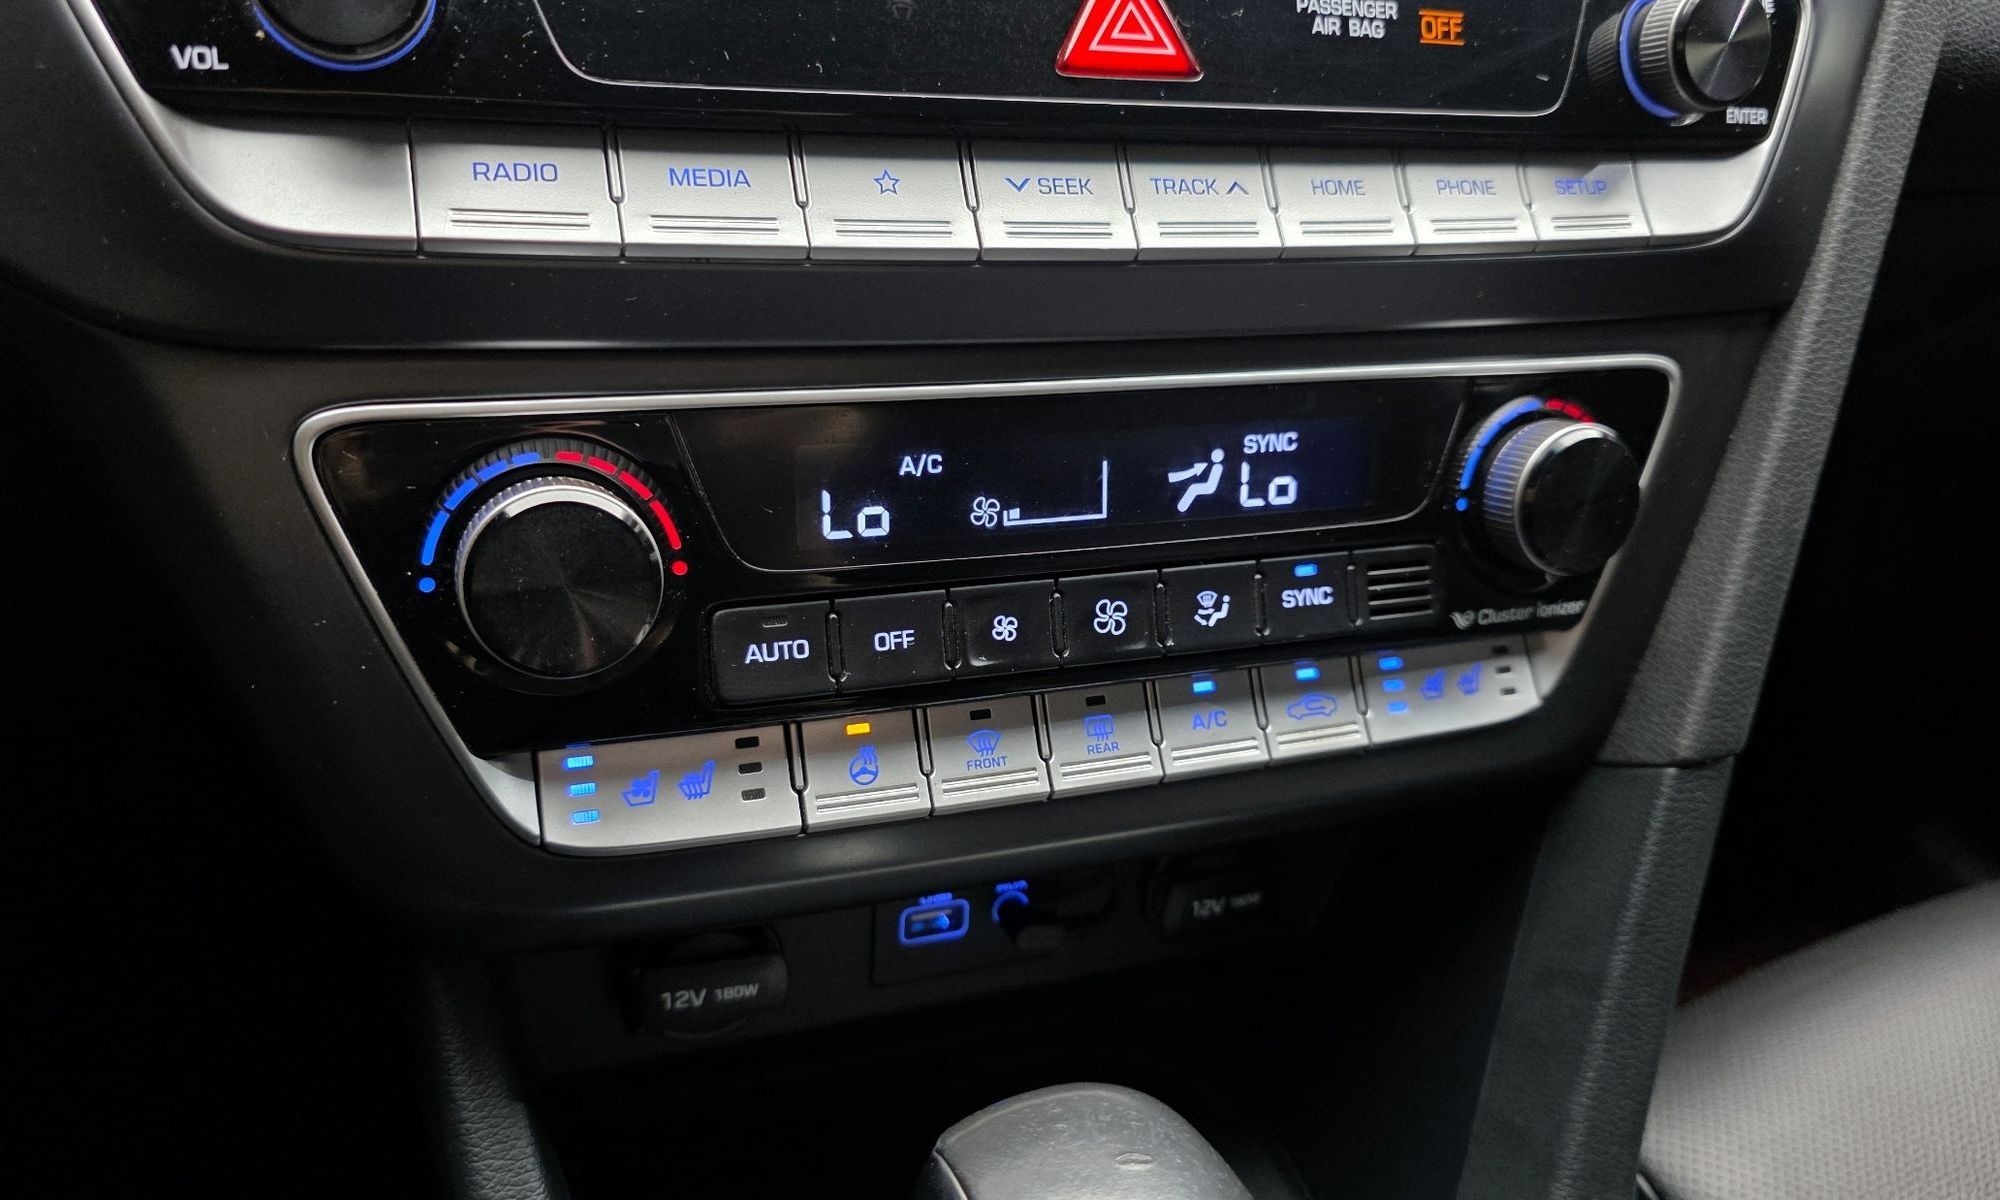 VOL
PASSENGER
AIR BAG
OFF
ENTER
RADIO
MEDIA
SEEK
TRACK
HOME
PHONE
SETUP
A/C
Lo
SYNC
Lo
AUTO
OFF
SYNC
Cluster ionizer
FRONT
REAR
A/C
12V 180W
12V 180W